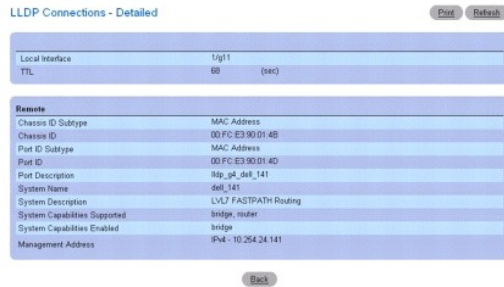 LLDP Connections - Detailed
Print Refresh
Local Interface 1/g11
TTL 68 (sec)
Remote
Chassis ID Subtype MAC Address
Chassis ID 00:FC:E3:90:01:4B
Port ID Subtype MAC Address
Port ID 00:FC:E3:90:01:4D
Port Description lldp_g4_dell_141
System Name dell_141
System Description LVL7 FASTPATH Routing
System Capabilities Supported bridge, router
System Capabilities Enabled bridge
Management Address IPv4 - 10.254.24.141
Back